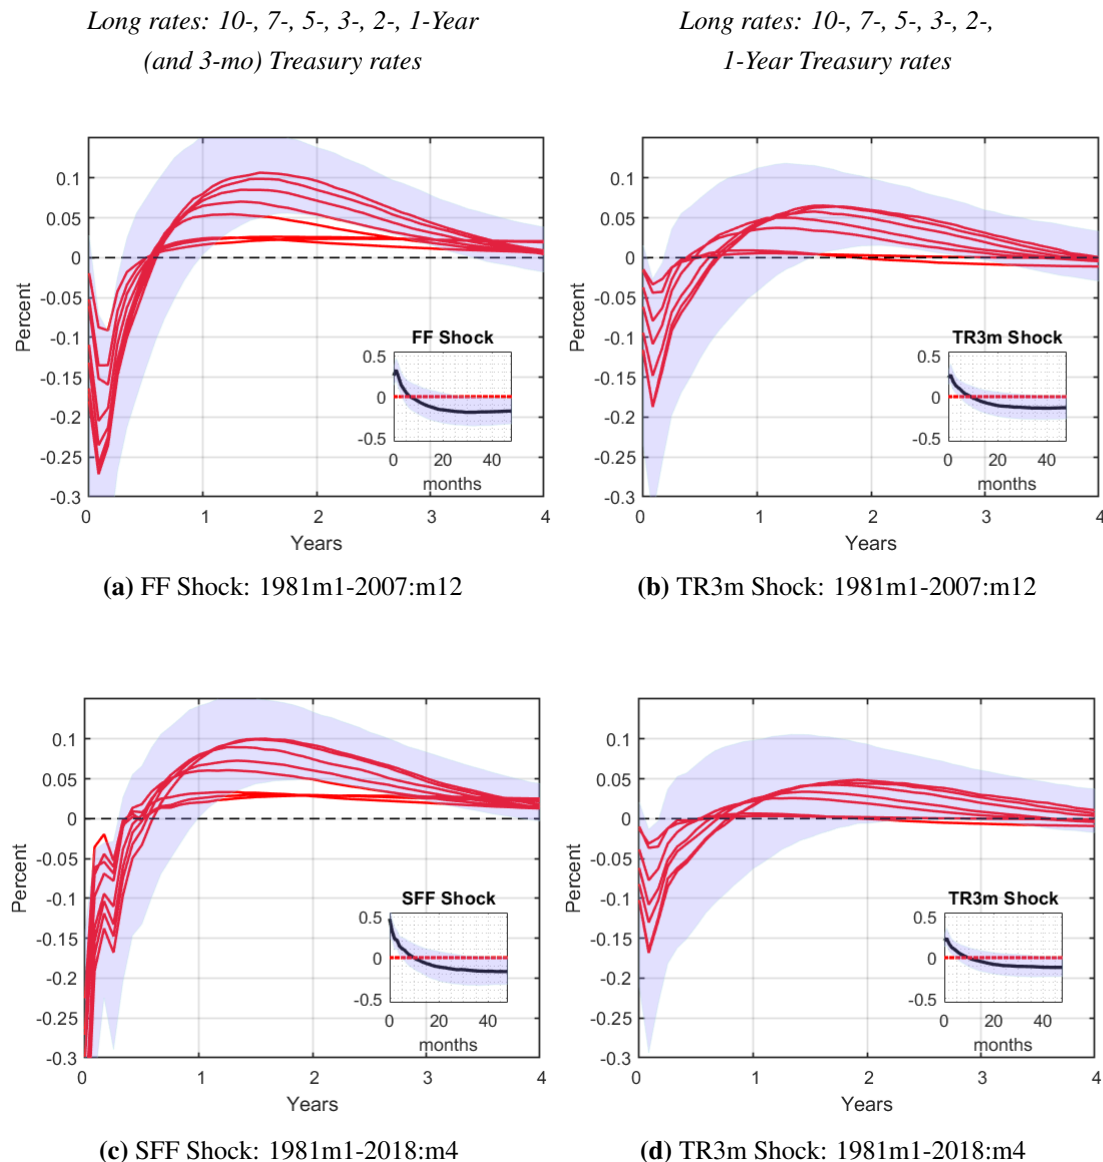 Long rates: 10-, 7-, 5-, 3-, 2-, 1-Year
(and 3-mo) Treasury rates
Long rates: 10-, 7-, 5-, 3-, 2-,
1-Year Treasury rates
Percent
0.1
0.05
0
-0.05
-0.1
-0.15
-0.2
-0.25
-0.3
0 1 2 3 4
Years
FF Shock
0.5
0
-0.5
0 20 40
months
(a) FF Shock: 1981m1-2007:m12
Percent
0.1
0.05
0
-0.05
-0.1
-0.15
-0.2
-0.25
-0.3
0 1 2 3 4
Years
TR3m Shock
0.5
0
-0.5
0 20 40
months
(b) TR3m Shock: 1981m1-2007:m12
Percent
0.1
0.05
0
-0.05
-0.1
-0.15
-0.2
-0.25
-0.3
0 1 2 3 4
Years
SFF Shock
0.5
0
-0.5
0 20 40
months
(c) SFF Shock: 1981m1-2018:m4
Percent
0.1
0.05
0
-0.05
-0.1
-0.15
-0.2
-0.25
-0.3
0 1 2 3 4
Years
TR3m Shock
0.5
0
-0.5
0 20 40
months
(d) TR3m Shock: 1981m1-2018:m4